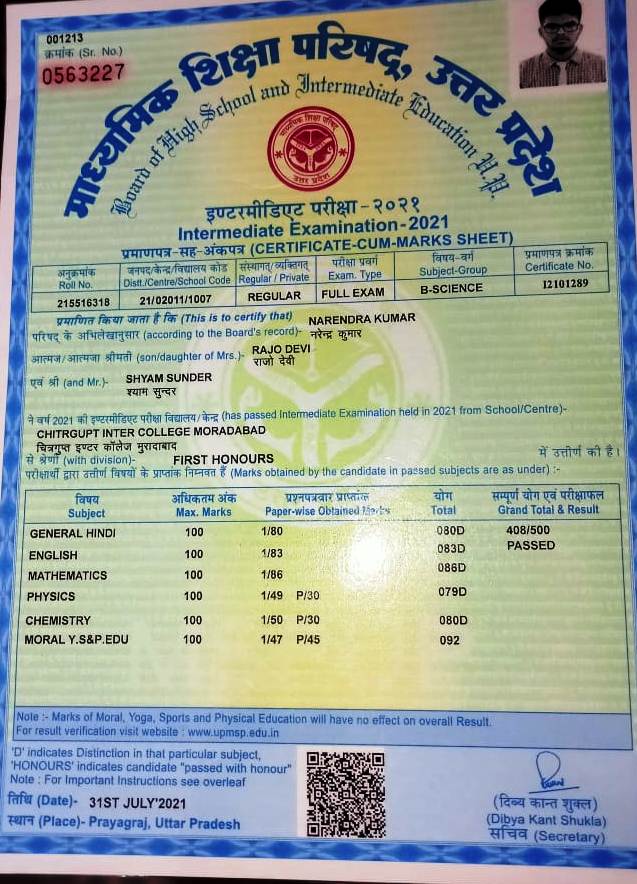 001213
क्रमांक (Sr. No.)
0563227
माध्यमिक शिक्षा परिषद्, उत्तर प्रदेश
Board of High School and Intermediate Education U.P.
माध्यमिक शिक्षा परिषद्
उत्तर प्रदेश
इण्टरमीडिएट परीक्षा - २०२१
Intermediate Examination-2021
प्रमाणपत्र-सह-अंकपत्र (CERTIFICATE-CUM-MARKS SHEET)
अनुक्रमांक Roll No. जनपद/केन्द्र/विद्यालय कोड Distt./Centre/School Code संस्थागत/व्यक्तिगत Regular / Private परीक्षा प्रवर्ग Exam. Type विषय-वर्ग Subject-Group प्रमाणपत्र क्रमांक Certificate No.
215516318 21/02011/1007 REGULAR FULL EXAM B-SCIENCE I2101289
प्रमाणित किया जाता है कि (This is to certify that) NARENDRA KUMAR
परिषद् के अभिलेखानुसार (according to the Board's record)- नरेन्द्र कुमार
आत्मज/आत्मजा श्रीमती (son/daughter of Mrs.)- RAJO DEVI
राजो देवी
एवं श्री (and Mr.)- SHYAM SUNDER
श्याम सुन्दर
ने वर्ष 2021 की इण्टरमीडिएट परीक्षा विद्यालय/केन्द्र (has passed Intermediate Examination held in 2021 from School/Centre)-
CHITRGUPT INTER COLLEGE MORADABAD
चित्रगुप्त इण्टर कॉलेज मुरादाबाद
से श्रेणी (with division)- FIRST HONOURS में उत्तीर्ण की है।
परीक्षार्थी द्वारा उत्तीर्ण विषयों के प्राप्तांक निम्नवत हैं (Marks obtained by the candidate in passed subjects are as under) :-
विषय अधिकतम अंक प्रश्नपत्रवार प्राप्तांक योग सम्पूर्ण योग एवं परीक्षाफल
Subject Max. Marks Paper-wise Obtained Marks Total Grand Total & Result
GENERAL HINDI 100 1/80 080D 408/500
ENGLISH 100 1/83 083D PASSED
MATHEMATICS 100 1/86 086D
PHYSICS 100 1/49 P/30 079D
CHEMISTRY 100 1/50 P/30 080D
MORAL Y.S&P.EDU 100 1/47 P/45 092
Note :- Marks of Moral, Yoga, Sports and Physical Education will have no effect on overall Result.
For result verification visit website : www.upmsp.edu.in
'D' indicates Distinction in that particular subject,
'HONOURS' indicates candidate "passed with honour"
Note : For Important Instructions see overleaf
तिथि (Date)- 31ST JULY'2021
स्थान (Place)- Prayagraj, Uttar Pradesh
(दिव्य कान्त शुक्ल)
(Dibya Kant Shukla)
सचिव (Secretary)